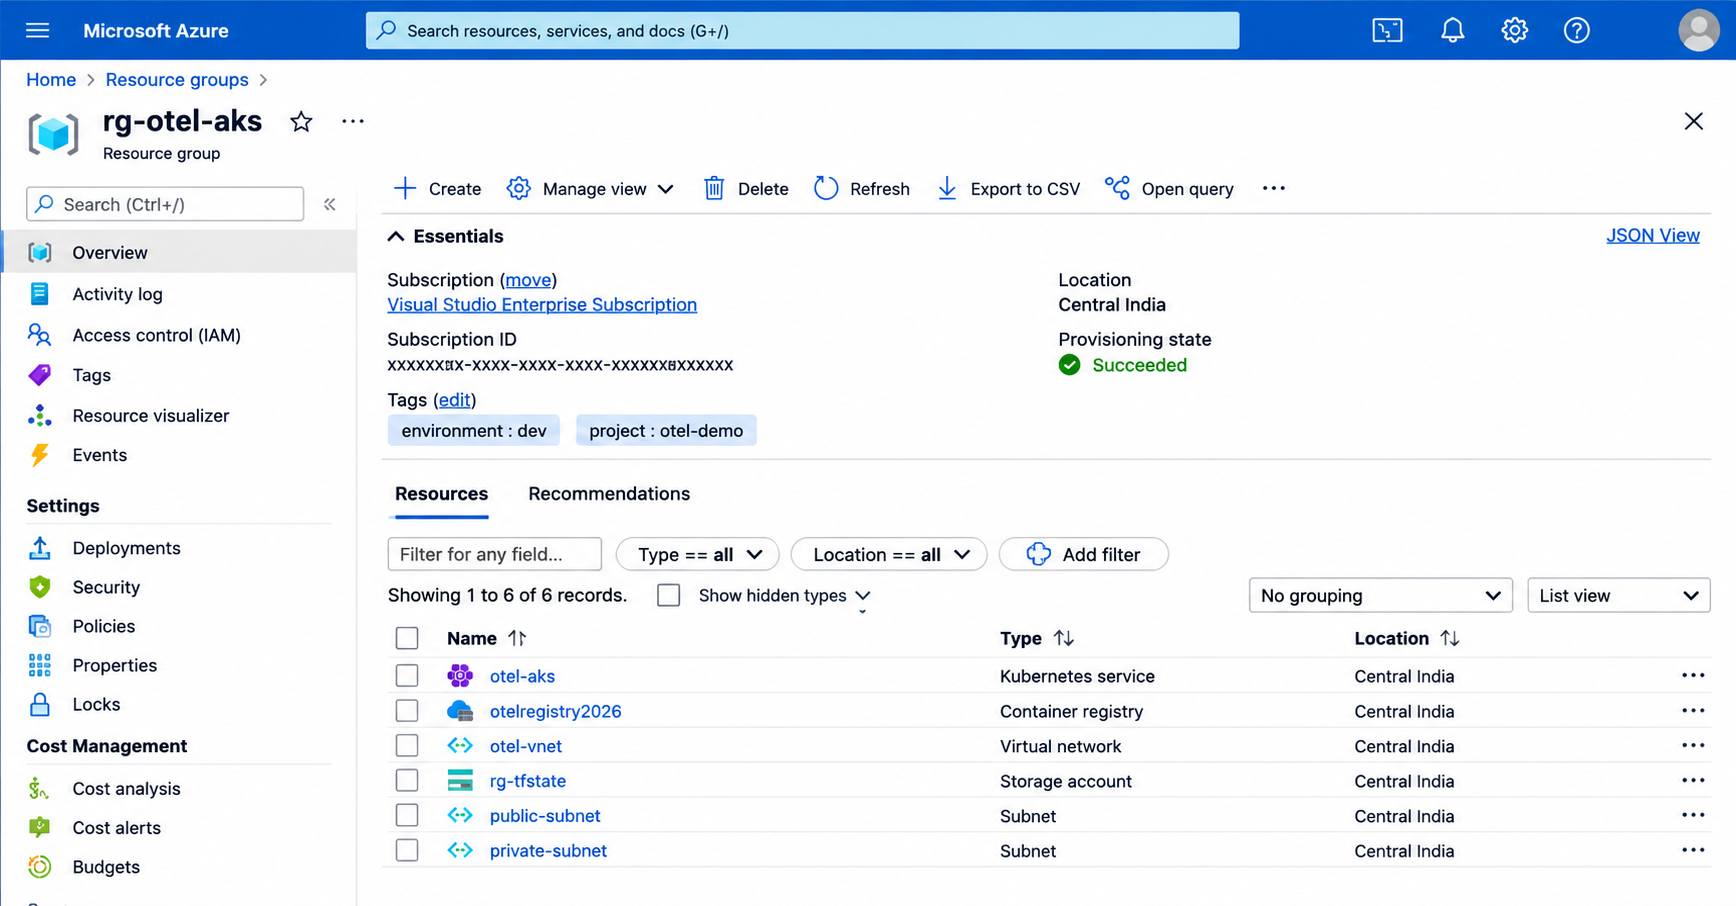 Microsoft Azure
Search resources, services, and docs (G+/)
Home > Resource groups >
rg-otel-aks
Resource group
Search (Ctrl+/)
Overview
Activity log
Access control (IAM)
Tags
Resource visualizer
Events
Settings
Deployments
Security
Policies
Properties
Locks
Cost Management
Cost analysis
Cost alerts
Budgets
Create Manage view Delete Refresh Export to CSV Open query
Essentials
JSON View
Subscription (move)
Visual Studio Enterprise Subscription
Subscription ID
Tags (edit)
environment : dev project : otel-demo
Location
Central India
Provisioning state
Succeeded
Resources Recommendations
Filter for any field... Type == all Location == all Add filter
Showing 1 to 6 of 6 records. Show hidden types No grouping List view
Name Type Location
otel-aks Kubernetes service Central India
otelregistry2026 Container registry Central India
otel-vnet Virtual network Central India
rg-tfstate Storage account Central India
public-subnet Subnet Central India
private-subnet Subnet Central India